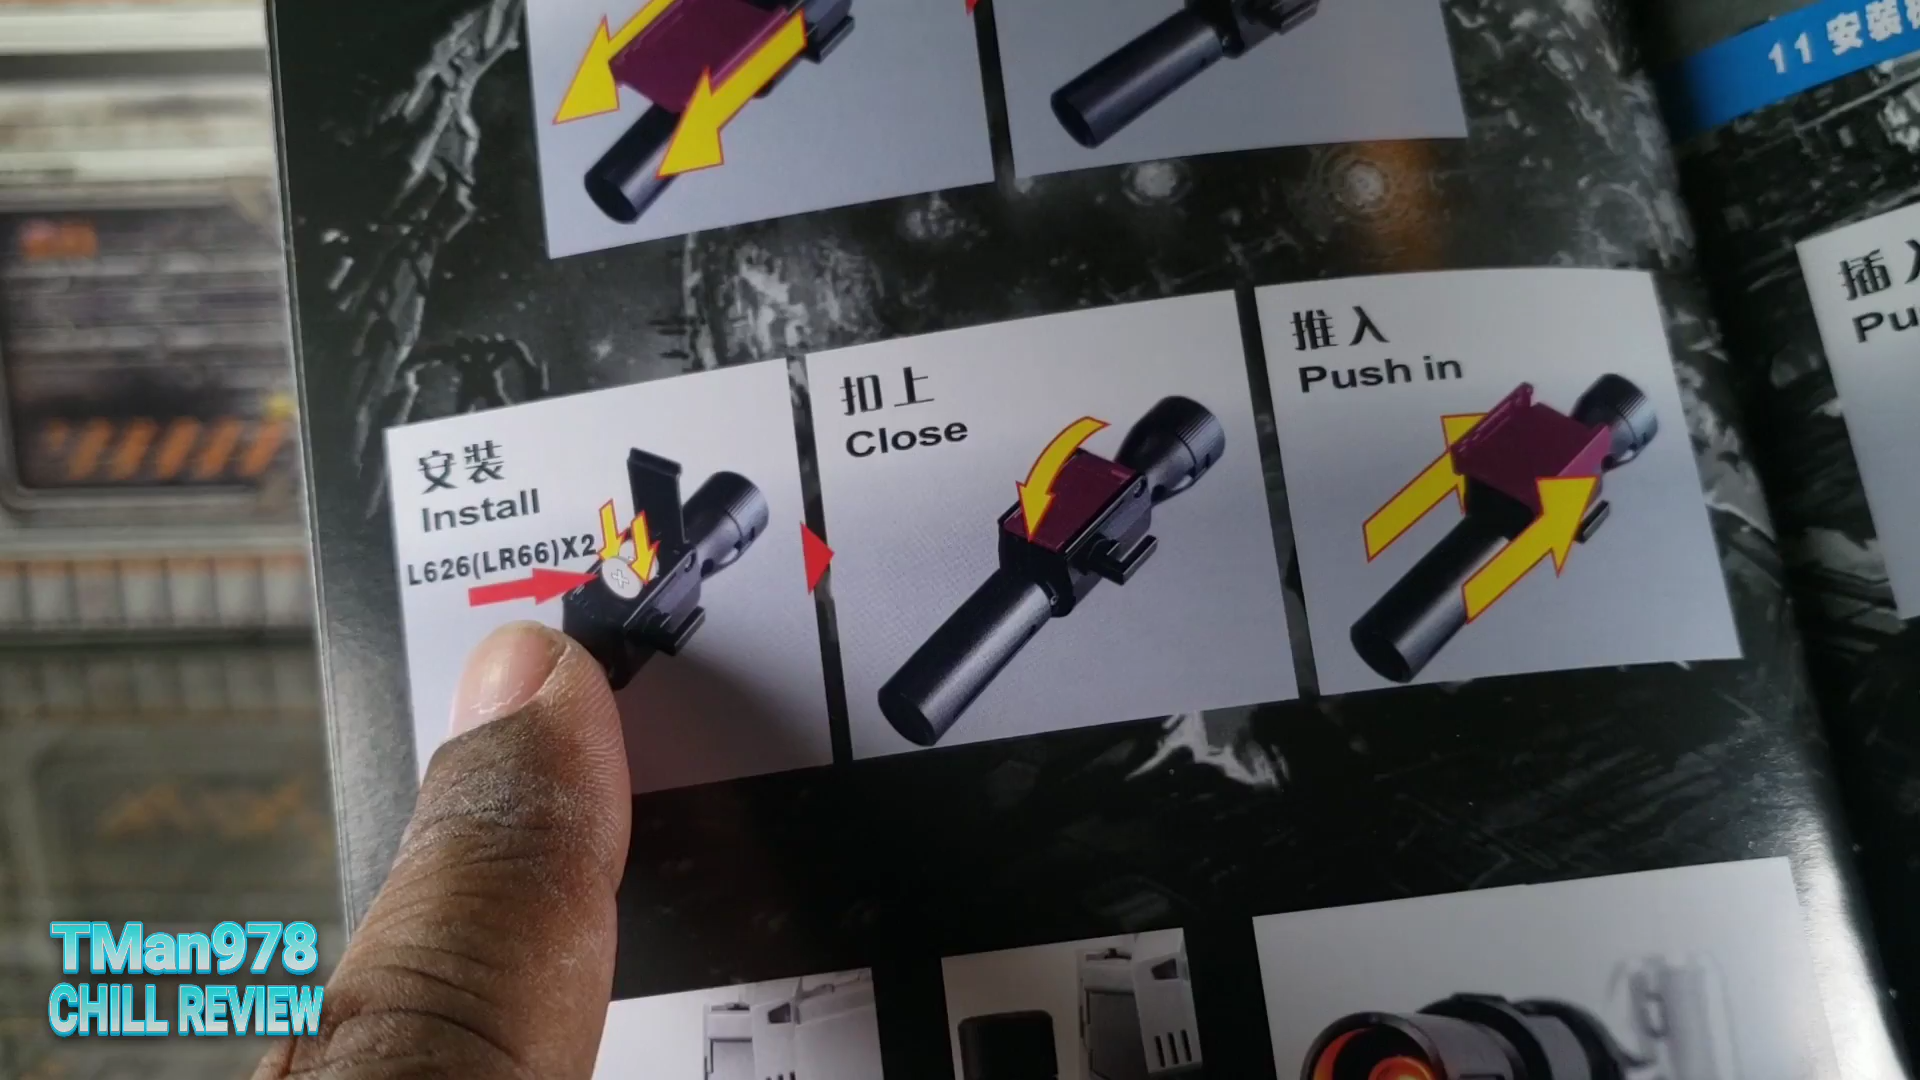 11 安装
安装
Install
L626(LR66)X2
扣上
Close
推入
Push in
插入
Pu
TMan978
CHILL REVIEW